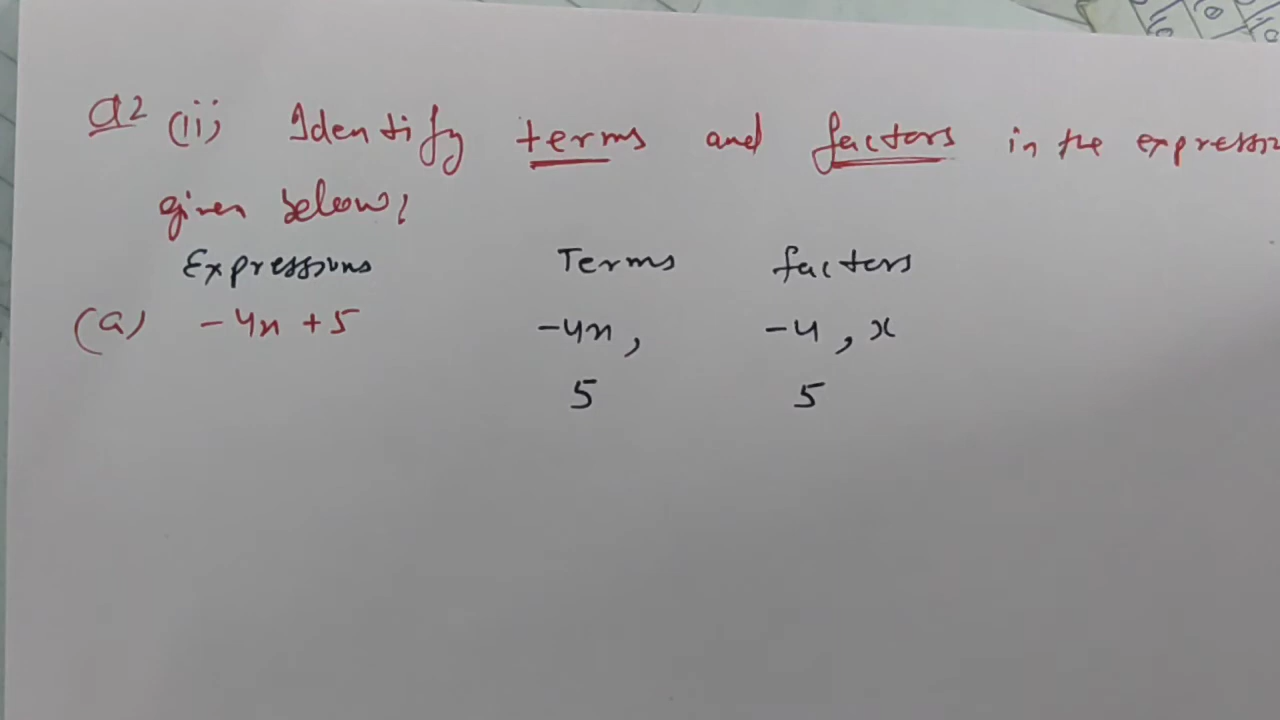 Q2 (ii) Identify terms and factors in the
given below:
Expressions Terms factors
(a) -4x +5 -4x, -4, x
5 5